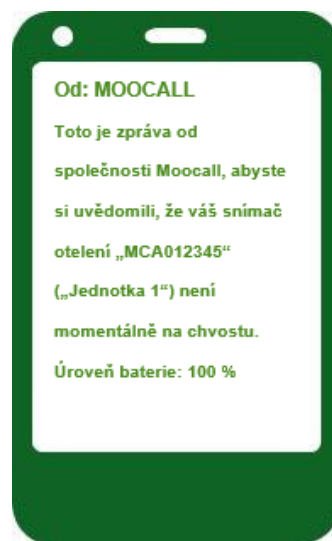 Od: MOOCALL
Toto je zpráva od
společnosti Moocall, abyste
si uvědomili, že váš snímač
otelení „MCA012345“
(„Jednotka 1“) není
momentálně na chvostu.
Úroveň baterie: 100 %